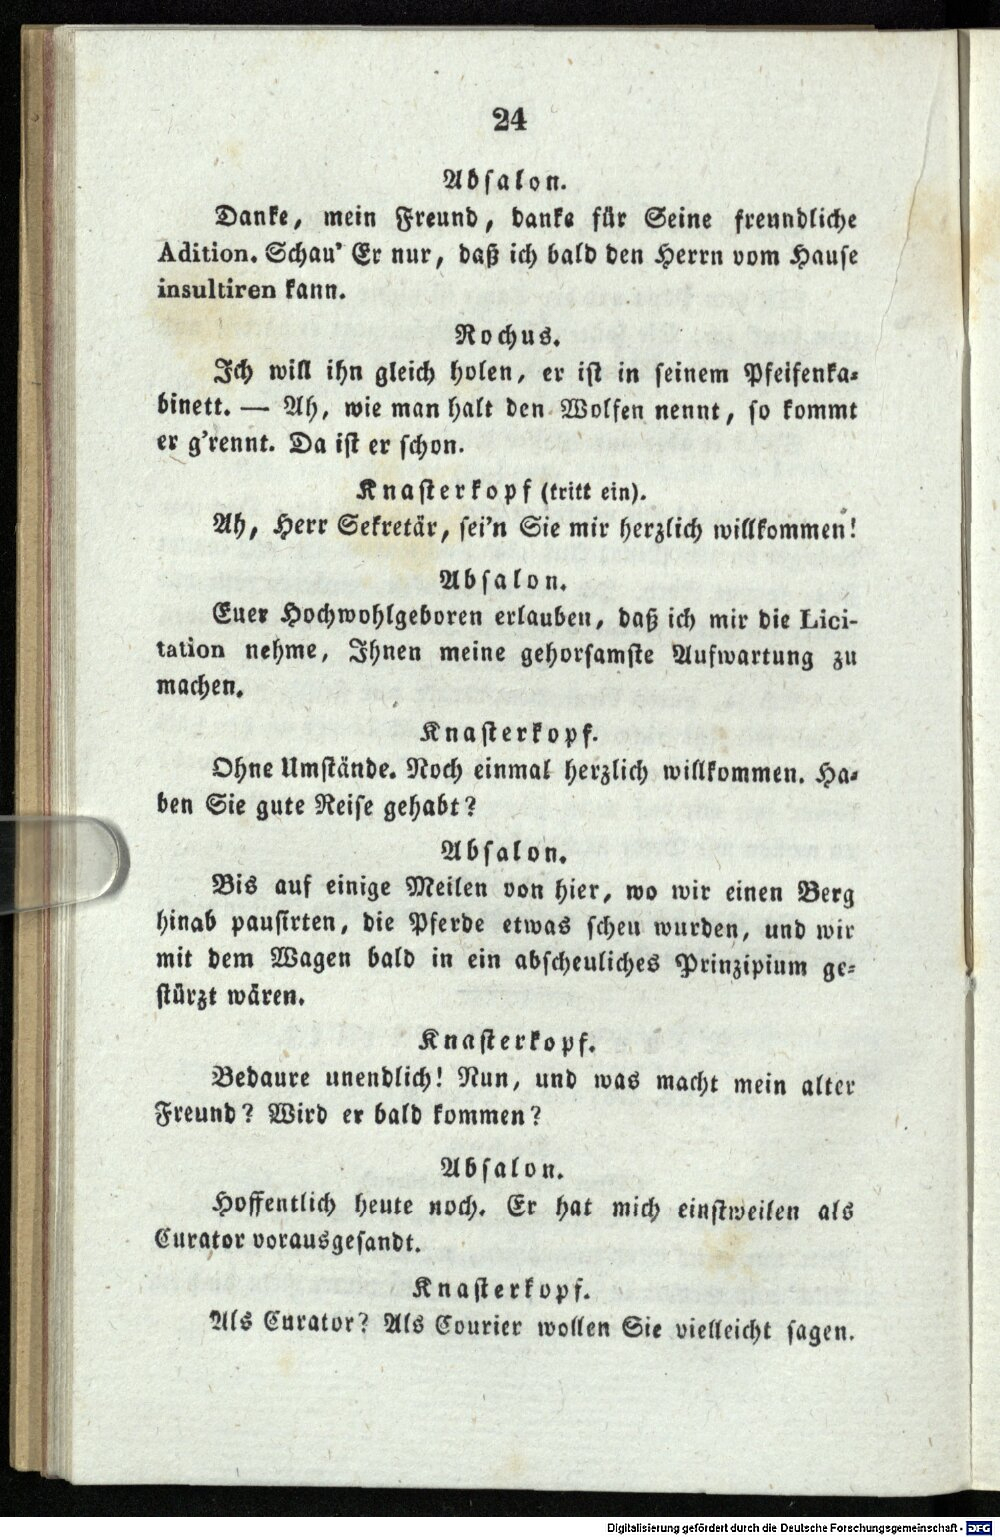 24
Absalon.
Danke, mein Freund, danke für Seine freundliche
Adition. Schau' Er nur, daß ich bald den Herrn vom Hause
insultiren kann.
Rochus.
Ich will ihn gleich holen, er ist in seinem Pfeifenka-
binett. — Ah, wie man halt den Wolfen nennt, so kommt
er g'rennt. Da ist er schon.
Knasterkopf (tritt ein).
Ah, Herr Sekretär, sei'n Sie mir herzlich willkommen!
Absalon.
Euer Hochwohlgeboren erlauben, daß ich mir die Lici-
tation nehme, Ihnen meine gehorsamste Aufwartung zu
machen.
Knasterkopf.
Ohne Umstände. Noch einmal herzlich willkommen. Ha-
ben Sie gute Reise gehabt?
Absalon.
Bis auf einige Meilen von hier, wo wir einen Berg
hinab pausirten, die Pferde etwas scheu wurden, und wir
mit dem Wagen bald in ein abscheuliches Prinzipium ge-
stürzt wären.
Knasterkopf.
Bedaure unendlich! Nun, und was macht mein alter
Freund? Wird er bald kommen?
Absalon.
Hoffentlich heute noch. Er hat mich einstweilen als
Curator vorausgesandt.
Knasterkopf.
Als Curator? Als Courier wollen Sie vielleicht sagen.
Digitalisierung gefördert durch die Deutsche Forschungsgemeinschaft - DFG